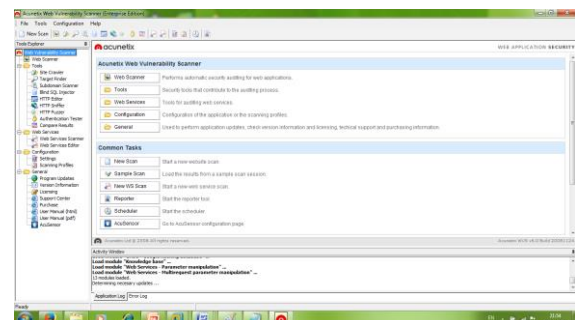 Acunetix Web Vulnerability Scanner (Enterprise Edition)
File Tools Configuration Help
New Scan
Tools Explorer
Web Vulnerability Scanner
Web Scanner
Tools
Site Crawler
Target Finder
Subdomain Scanner
Blind SQL Injector
HTTP Editor
HTTP Sniffer
HTTP Fuzzer
Authentication Tester
Compare Results
Web Services
Web Services Scanner
Web Services Editor
Configuration
Settings
Scanning Profiles
General
Program Updates
Version Information
Licensing
Support Center
Purchase
User Manual (html)
User Manual (pdf)
AcuSensor
acunetix WEB APPLICATION SECURITY
Acunetix Web Vulnerability Scanner
Web Scanner Performs automatic security auditing for web applications.
Tools Security tools that contribute to the auditing process.
Web Services Tools for auditing web services.
Configuration Configuration of the application or the scanning profiles.
General Used to perform application updates, check version information and licensing, technical support and purchasing information.
Common Tasks
New Scan Start a new website scan.
Sample Scan Load the results from a sample scan session.
New WS Scan Start a new web service scan.
Reporter Start the reporter tool.
Scheduler Start the scheduler.
AcuSensor Go to AcuSensor configuration page.
Activity Window
Load module "Knowledge base" ...
Load module "Web Services - Parameter manipulation" ...
Load module "Web Services - Multirequest parameter manipulation" ...
13 modules loaded.
Determining necessary updates ...
Application Log Error Log
Ready